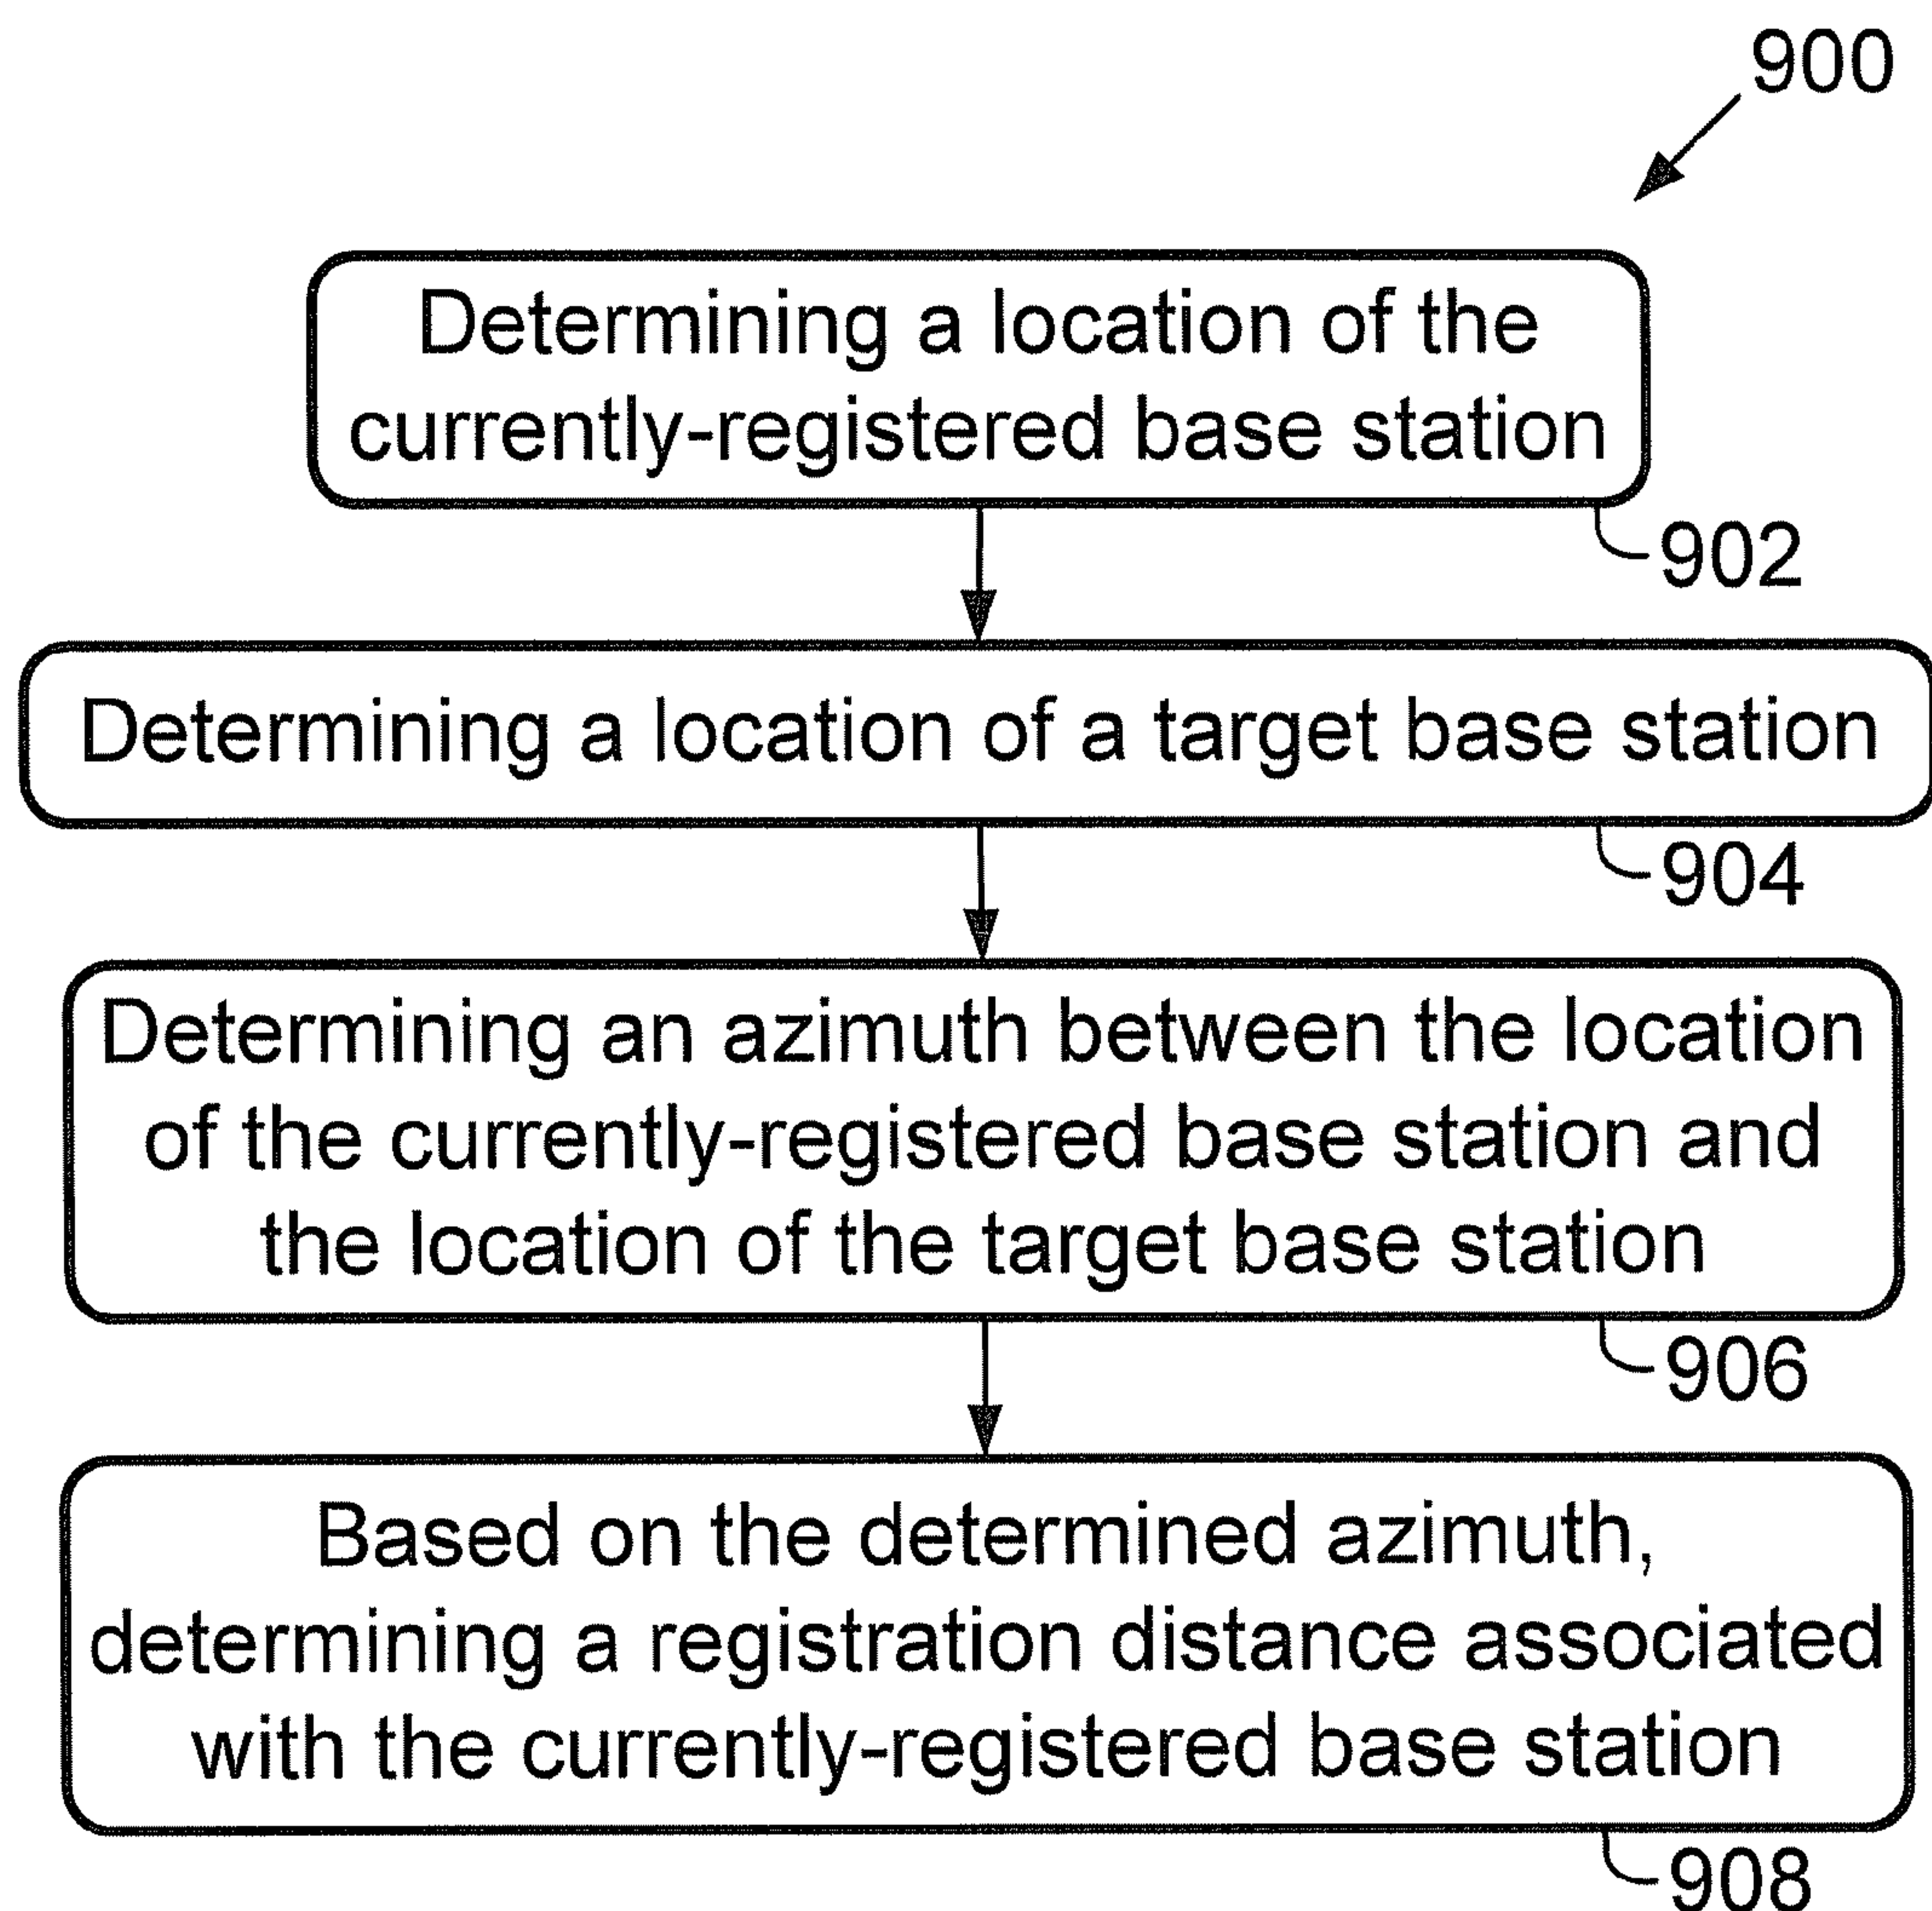 900
Determining a location of the
currently-registered base station
902
Determining a location of a target base station
904
Determining an azimuth between the location
of the currently-registered base station and
the location of the target base station
906
Based on the determined azimuth,
determining a registration distance associated
with the currently-registered base station
908